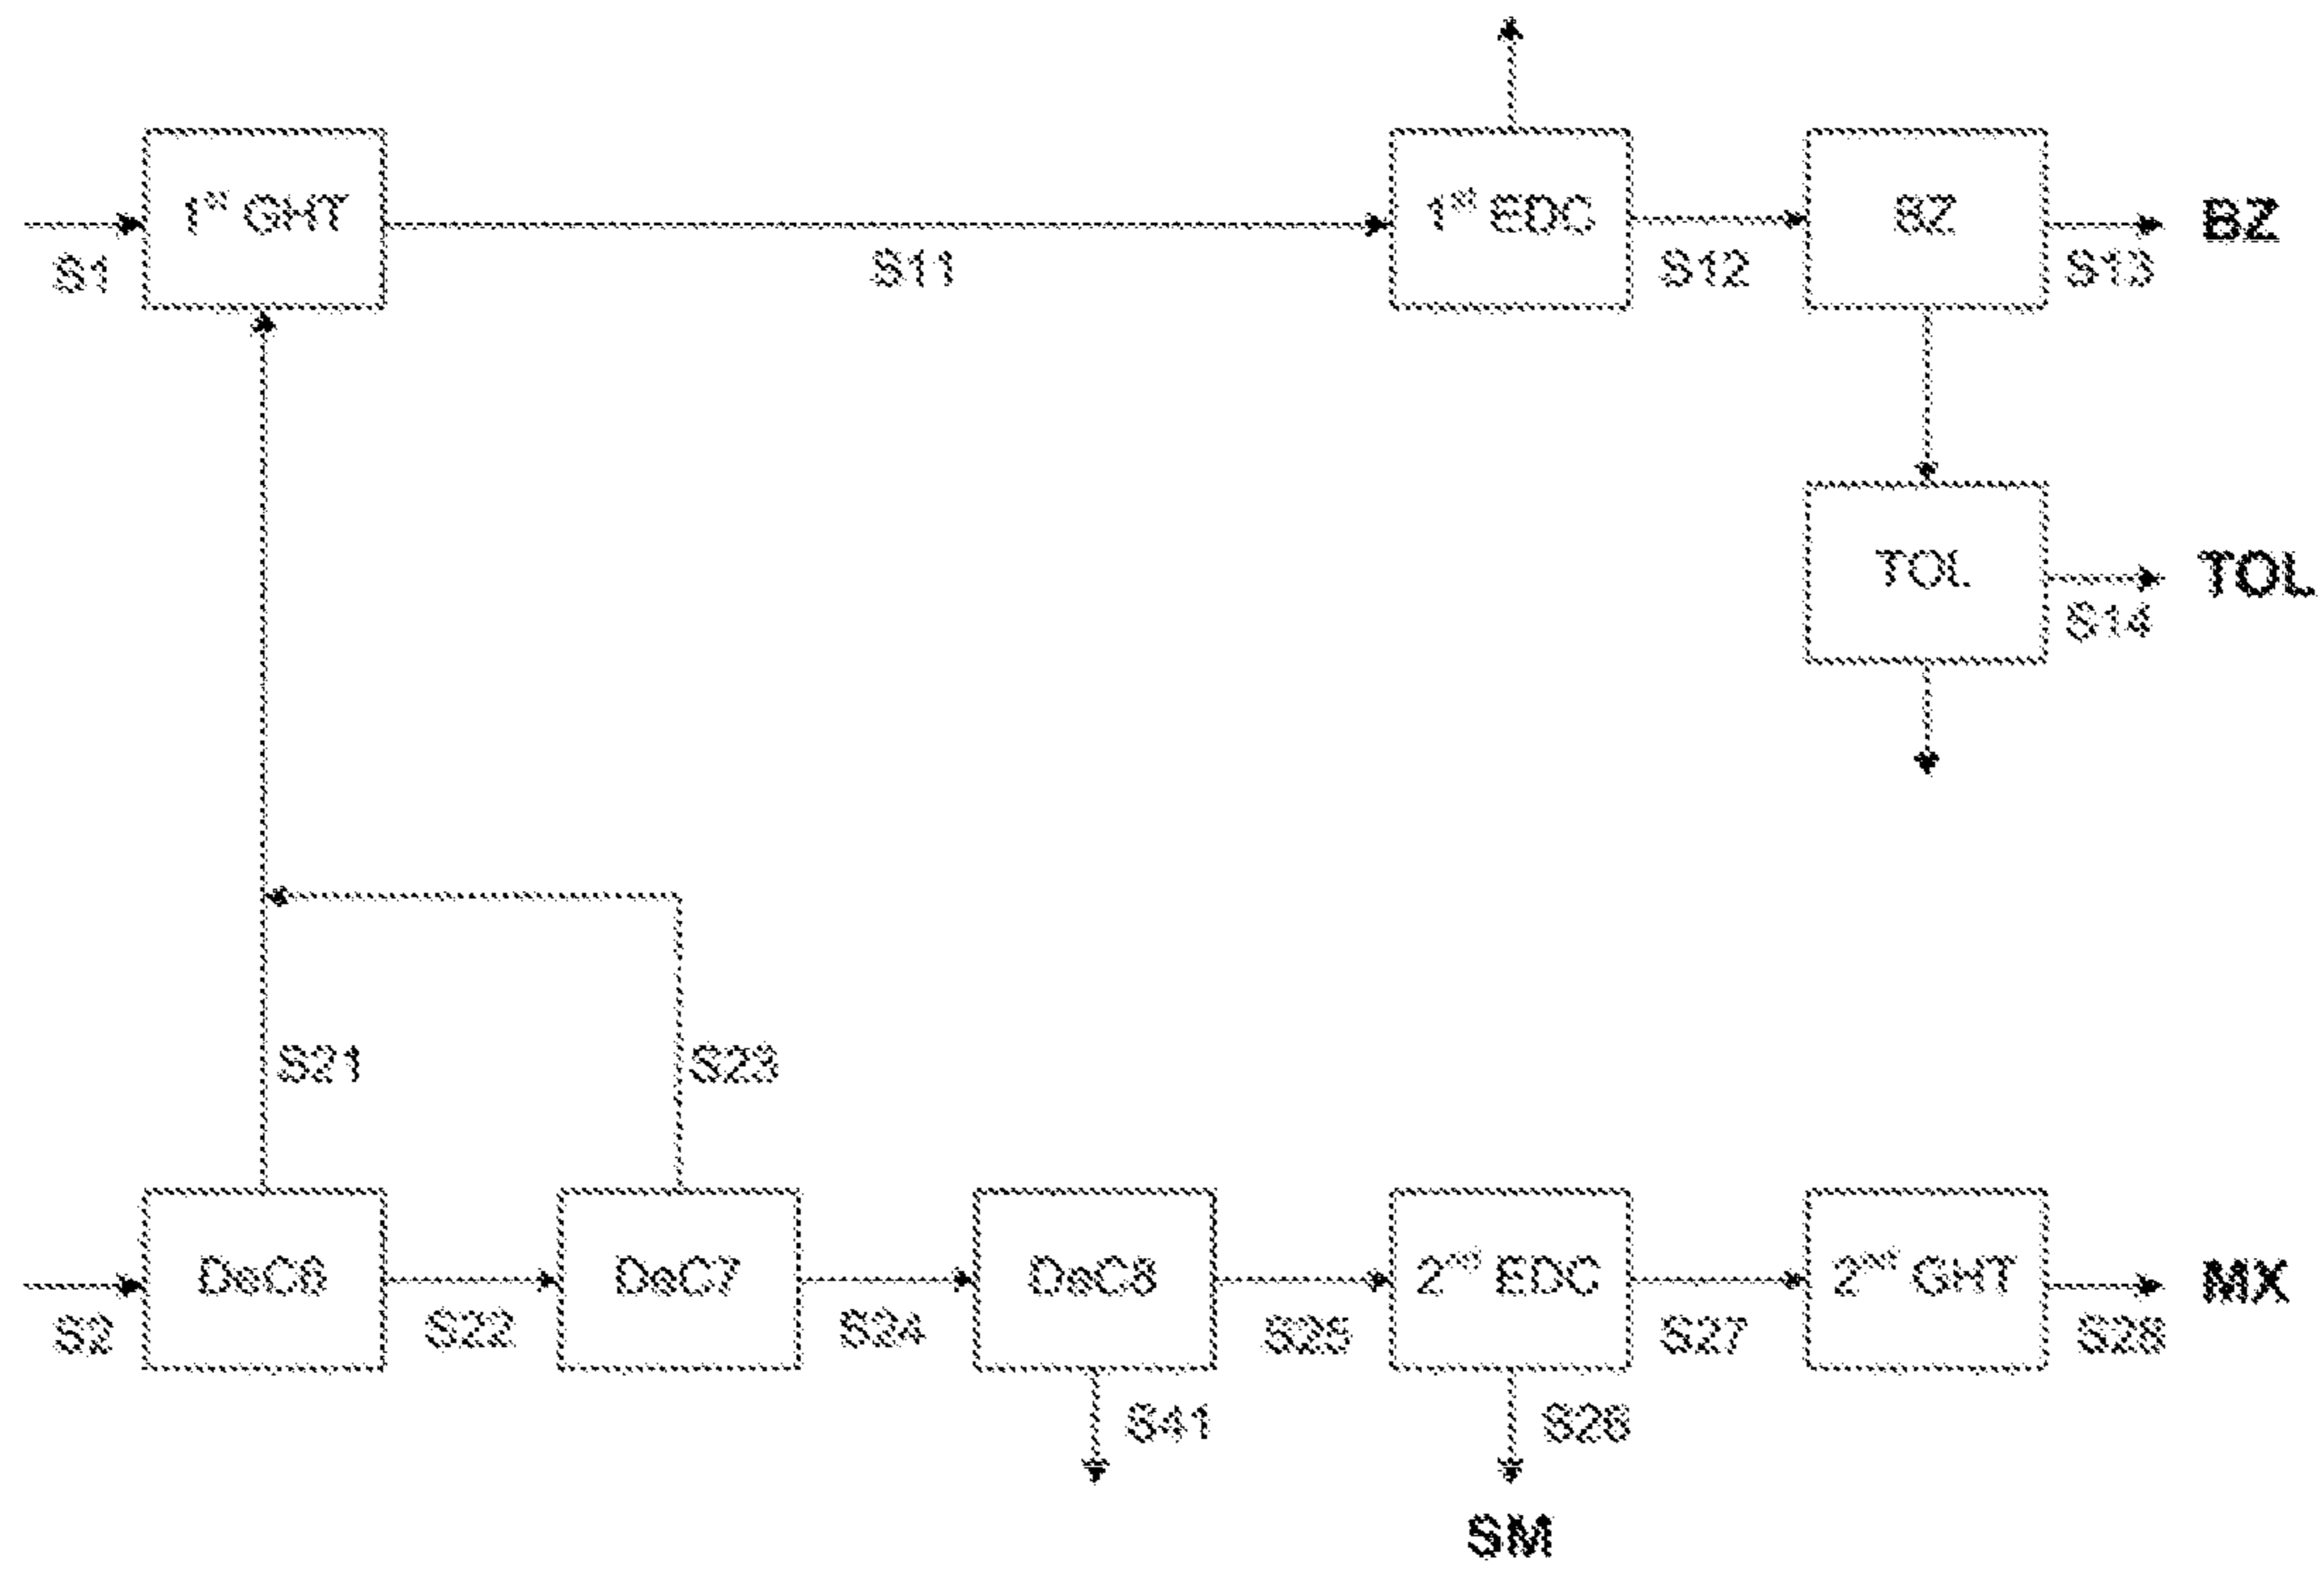 1st GHT
1st EDC
BZ
BZ
S1
S11
S12
S13
TOL
TOL
S14
S21
S23
DeC6
DeC7
DeC8
2nd EDC
2nd GHT
MX
S2
S22
S24
S25
S27
S28
S41
S26
SM